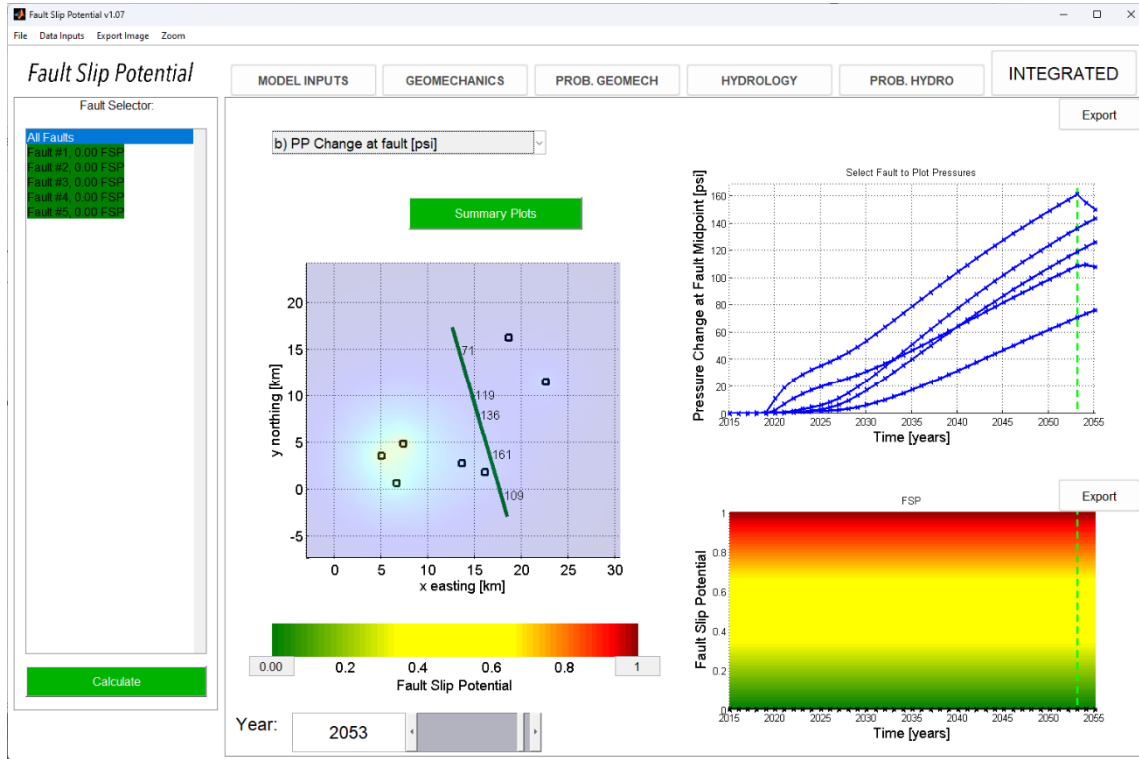 Fault Slip Potential v1.07
File Data Inputs Export Image Zoom
Fault Slip Potential
MODEL INPUTS GEOMECHANICS PROB. GEOMECH HYDROLOGY PROB. HYDRO INTEGRATED
Fault Selector:
All Faults
Fault #1, 0.00 FSP
Fault #2, 0.00 FSP
Fault #3, 0.00 FSP
Fault #4, 0.00 FSP
Fault #5, 0.00 FSP
Calculate
b) PP Change at fault [psi]
Summary Plots
y northing [km]
20
15
10
5
0
-5
71
119
136
161
109
0 5 10 15 20 25 30
x easting [km]
0.00 0.2 0.4 0.6 0.8 1
Fault Slip Potential
Year: 2053
Export
Select Fault to Plot Pressures
Pressure Change at Fault Midpoint [psi]
160
140
120
100
80
60
40
20
0
2015 2020 2025 2030 2035 2040 2045 2050 2055
Time [years]
Export
FSP
Fault Slip Potential
1
0.8
0.6
0.4
0.2
0
2015 2020 2025 2030 2035 2040 2045 2050 2055
Time [years]